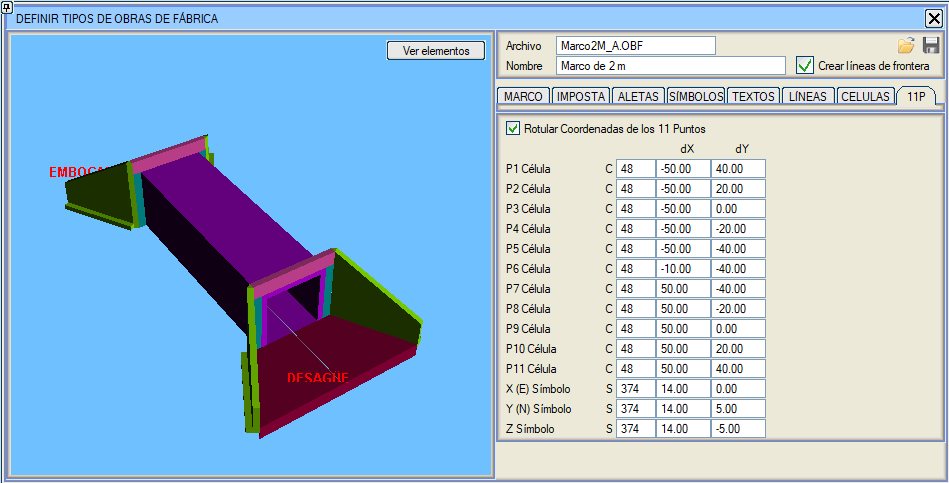 DEFINIR TIPOS DE OBRAS DE FÁBRICA
Ver elementos
EMBOCA
DESAGUE
Archivo Marco2M_A.OBF
Nombre Marco de 2 m Crear líneas de frontera
MARCO IMPOSTA ALETAS SÍMBOLOS TEXTOS LÍNEAS CELULAS 11P
Rotular Coordenadas de los 11 Puntos
dX dY
P1 Célula C 48 -50.00 40.00
P2 Célula C 48 -50.00 20.00
P3 Célula C 48 -50.00 0.00
P4 Célula C 48 -50.00 -20.00
P5 Célula C 48 -50.00 -40.00
P6 Célula C 48 -10.00 -40.00
P7 Célula C 48 50.00 -40.00
P8 Célula C 48 50.00 -20.00
P9 Célula C 48 50.00 0.00
P10 Célula C 48 50.00 20.00
P11 Célula C 48 50.00 40.00
X (E) Símbolo S 374 14.00 0.00
Y (N) Símbolo S 374 14.00 5.00
Z Símbolo S 374 14.00 -5.00